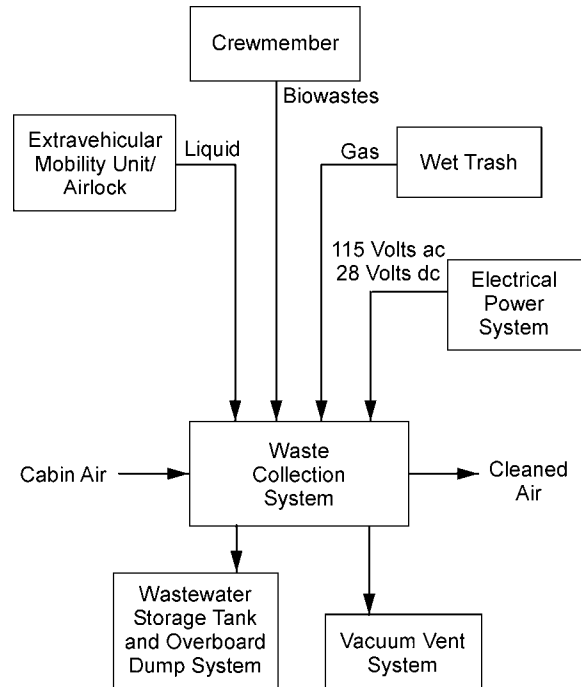 Crewmember
Biowastes
Extravehicular
Mobility Unit/
Airlock
Liquid
Gas
Wet Trash
115 Volts ac
28 Volts dc
Electrical
Power
System
Cabin Air
Waste
Collection
System
Cleaned
Air
Wastewater
Storage Tank
and Overboard
Dump System
Vacuum Vent
System